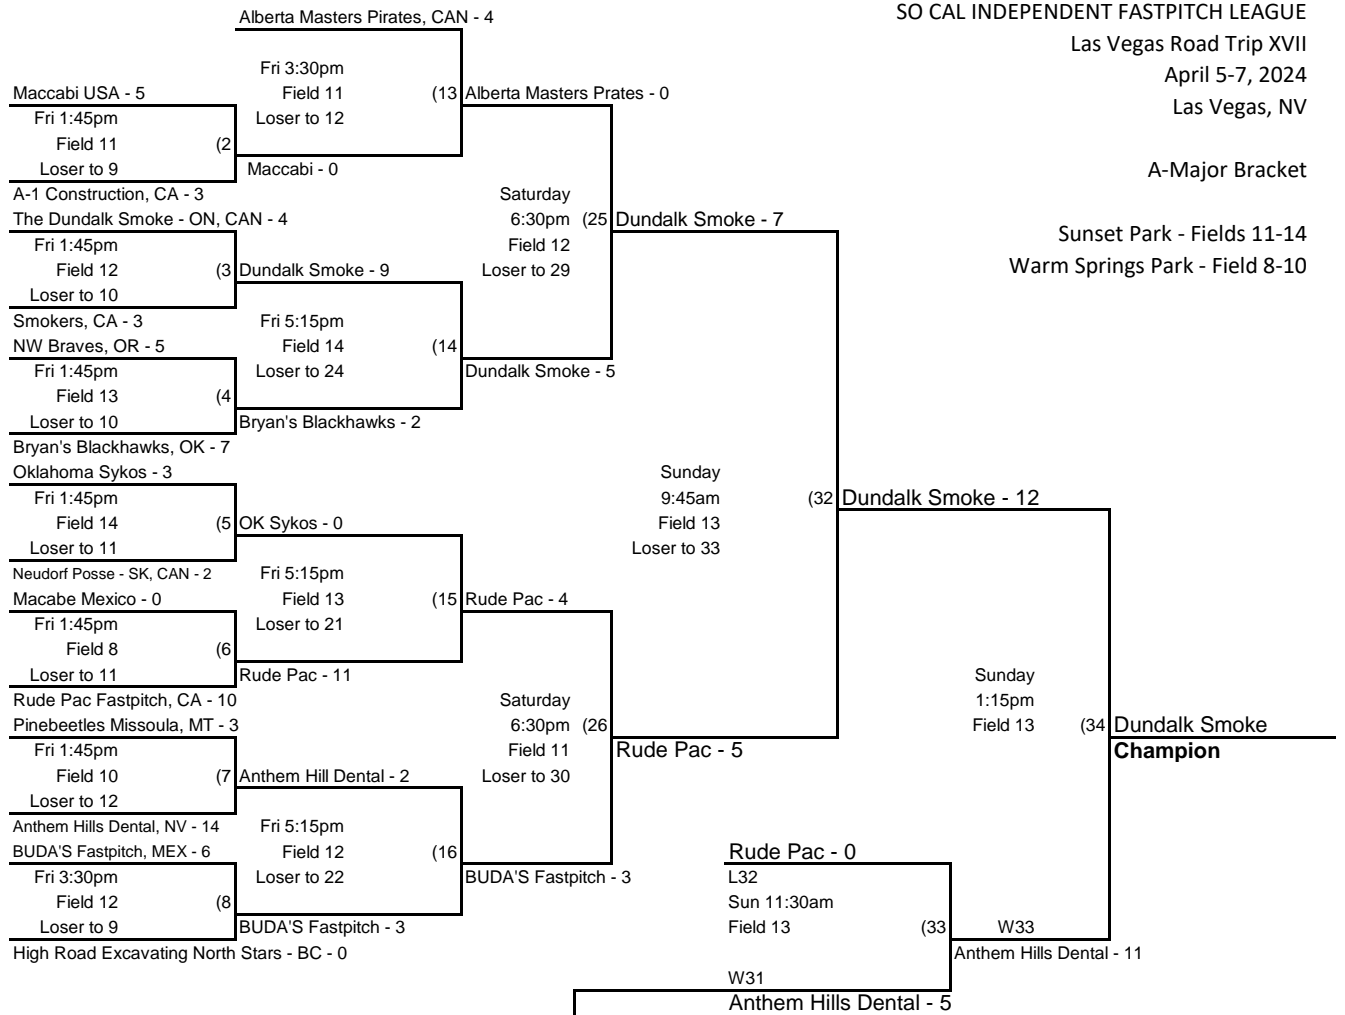 Alberta Masters Pirates, CAN - 4
SO CAL INDEPENDENT FASTPITCH LEAGUE
Las Vegas Road Trip XVII
April 5-7, 2024
Las Vegas, NV
A-Major Bracket
Sunset Park - Fields 11-14
Warm Springs Park - Field 8-10
Fri 3:30pm
Field 11
(13
Loser to 12
Alberta Masters Prates - 0
Maccabi USA - 5
Fri 1:45pm
Field 11
(2
Loser to 9
Maccabi - 0
A-1 Construction, CA - 3
Saturday
6:30pm (25
Field 12
Loser to 29
Dundalk Smoke - 7
The Dundalk Smoke - ON, CAN - 4
Fri 1:45pm
Field 12
(3
Loser to 10
Dundalk Smoke - 9
Smokers, CA - 3
Fri 5:15pm
Field 14
(14
Loser to 24
Dundalk Smoke - 5
NW Braves, OR - 5
Fri 1:45pm
Field 13
(4
Loser to 10
Bryan's Blackhawks - 2
Bryan's Blackhawks, OK - 7
Oklahoma Sykos - 3
Fri 1:45pm
Field 14
(5
Loser to 11
OK Sykos - 0
Sunday
9:45am
(32
Field 13
Loser to 33
Dundalk Smoke - 12
Neudorf Posse - SK, CAN - 2
Fri 5:15pm
Field 13
(15
Loser to 21
Rude Pac - 4
Macabe Mexico - 0
Fri 1:45pm
Field 8
(6
Loser to 11
Rude Pac - 11
Rude Pac Fastpitch, CA - 10
Saturday
6:30pm (26
Field 11
Loser to 30
Rude Pac - 5
Sunday
1:15pm
Field 13
(34
Dundalk Smoke
Champion
Pinebeetles Missoula, MT - 3
Fri 1:45pm
Field 10
(7
Loser to 12
Anthem Hill Dental - 2
Anthem Hills Dental, NV - 14
Fri 5:15pm
Field 12
(16
Loser to 22
BUDA'S Fastpitch - 3
BUDA'S Fastpitch, MEX - 6
Fri 3:30pm
Field 12
(8
Loser to 9
BUDA'S Fastpitch - 3
High Road Excavating North Stars - BC - 0
Rude Pac - 0
L32
Sun 11:30am
Field 13
(33
W33
Anthem Hills Dental - 11
W31
Anthem Hills Dental - 5